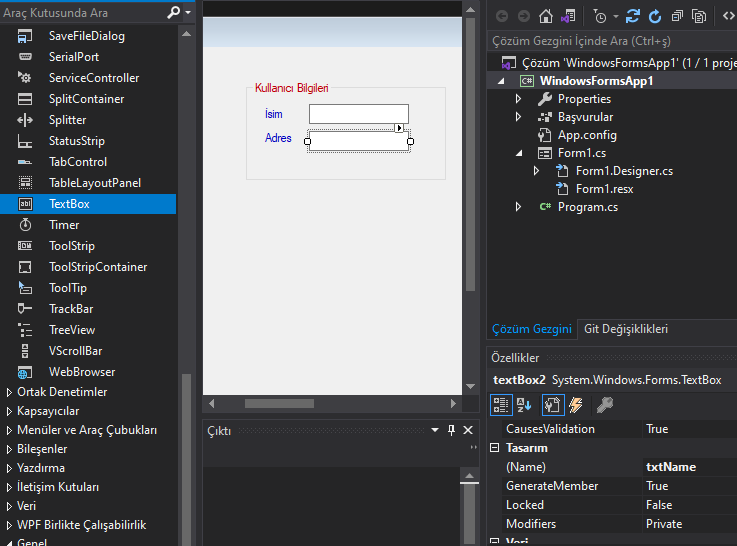 Araç Kutusunda Ara
SaveFileDialog
SerialPort
ServiceController
SplitContainer
Splitter
StatusStrip
TabControl
TableLayoutPanel
TextBox
Timer
ToolStrip
ToolStripContainer
ToolTip
TrackBar
TreeView
VScrollBar
WebBrowser
Ortak Denetimler
Kapsayıcılar
Menüler ve Araç Çubukları
Bileşenler
Yazdırma
İletişim Kutuları
Veri
WPF Birlikte Çalışabilirlik
Genel
Kullanıcı Bilgileri
İsim
Adres
Çıktı
Çözüm Gezgini İçinde Ara (Ctrl+ş)
Çözüm 'WindowsFormsApp1' (1 / 1 proje
WindowsFormsApp1
Properties
Başvurular
App.config
Form1.cs
Form1.Designer.cs
Form1.resx
Program.cs
Çözüm Gezgini Git Değişiklikleri
Özellikler
textBox2 System.Windows.Forms.TextBox
CausesValidation True
Tasarım
(Name) txtName
GenerateMember True
Locked False
Modifiers Private
Veri